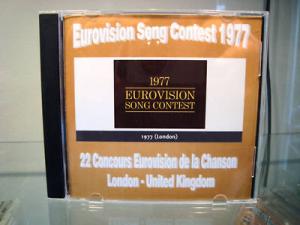 Eurovision Song Contest 1977
1977
EUROVISION
SONG CONTEST
1977 (London)
22 Concours Eurovision de la Chanson
London - United Kingdom